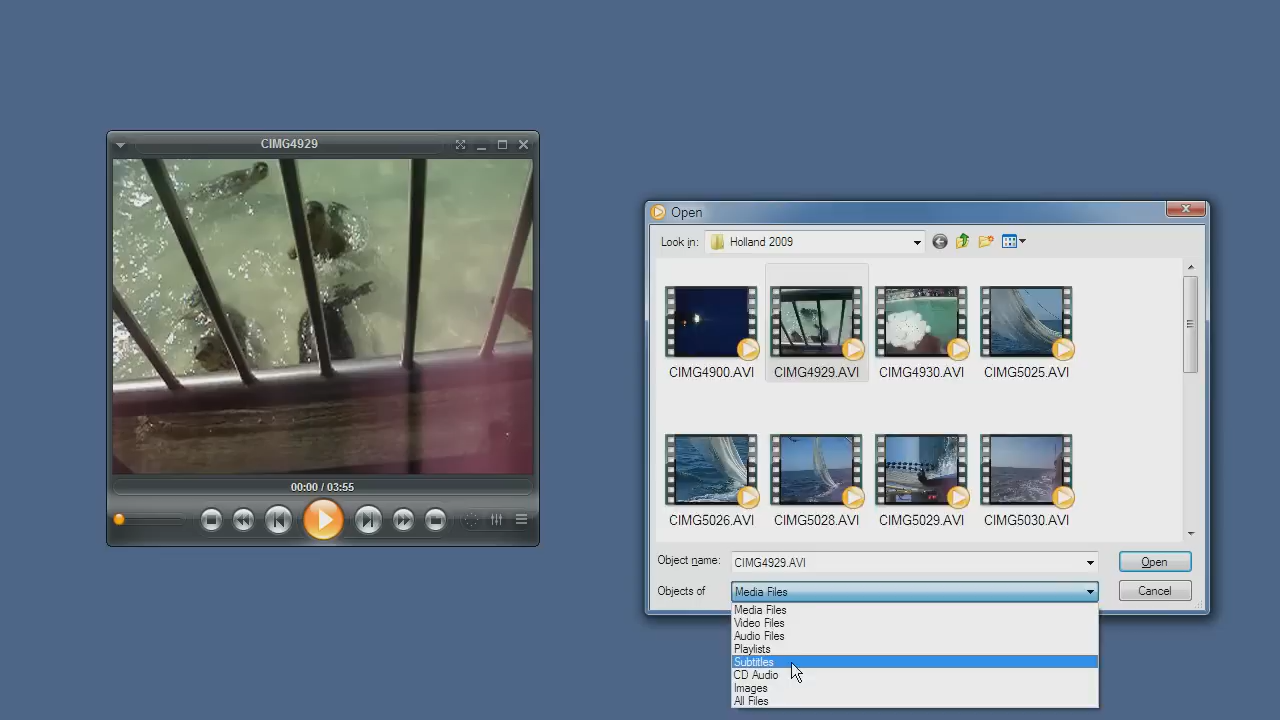 CIMG4929
00:00 / 03:55
Open
Look in:
Holland 2009
CIMG4900.AVI
CIMG4929.AVI
CIMG4930.AVI
CIMG5025.AVI
CIMG5026.AVI
CIMG5028.AVI
CIMG5029.AVI
CIMG5030.AVI
Object name:
CIMG4929.AVI
Open
Objects of
Media Files
Cancel
Media Files
Video Files
Audio Files
Playlists
Subtitles
CD Audio
Images
All Files